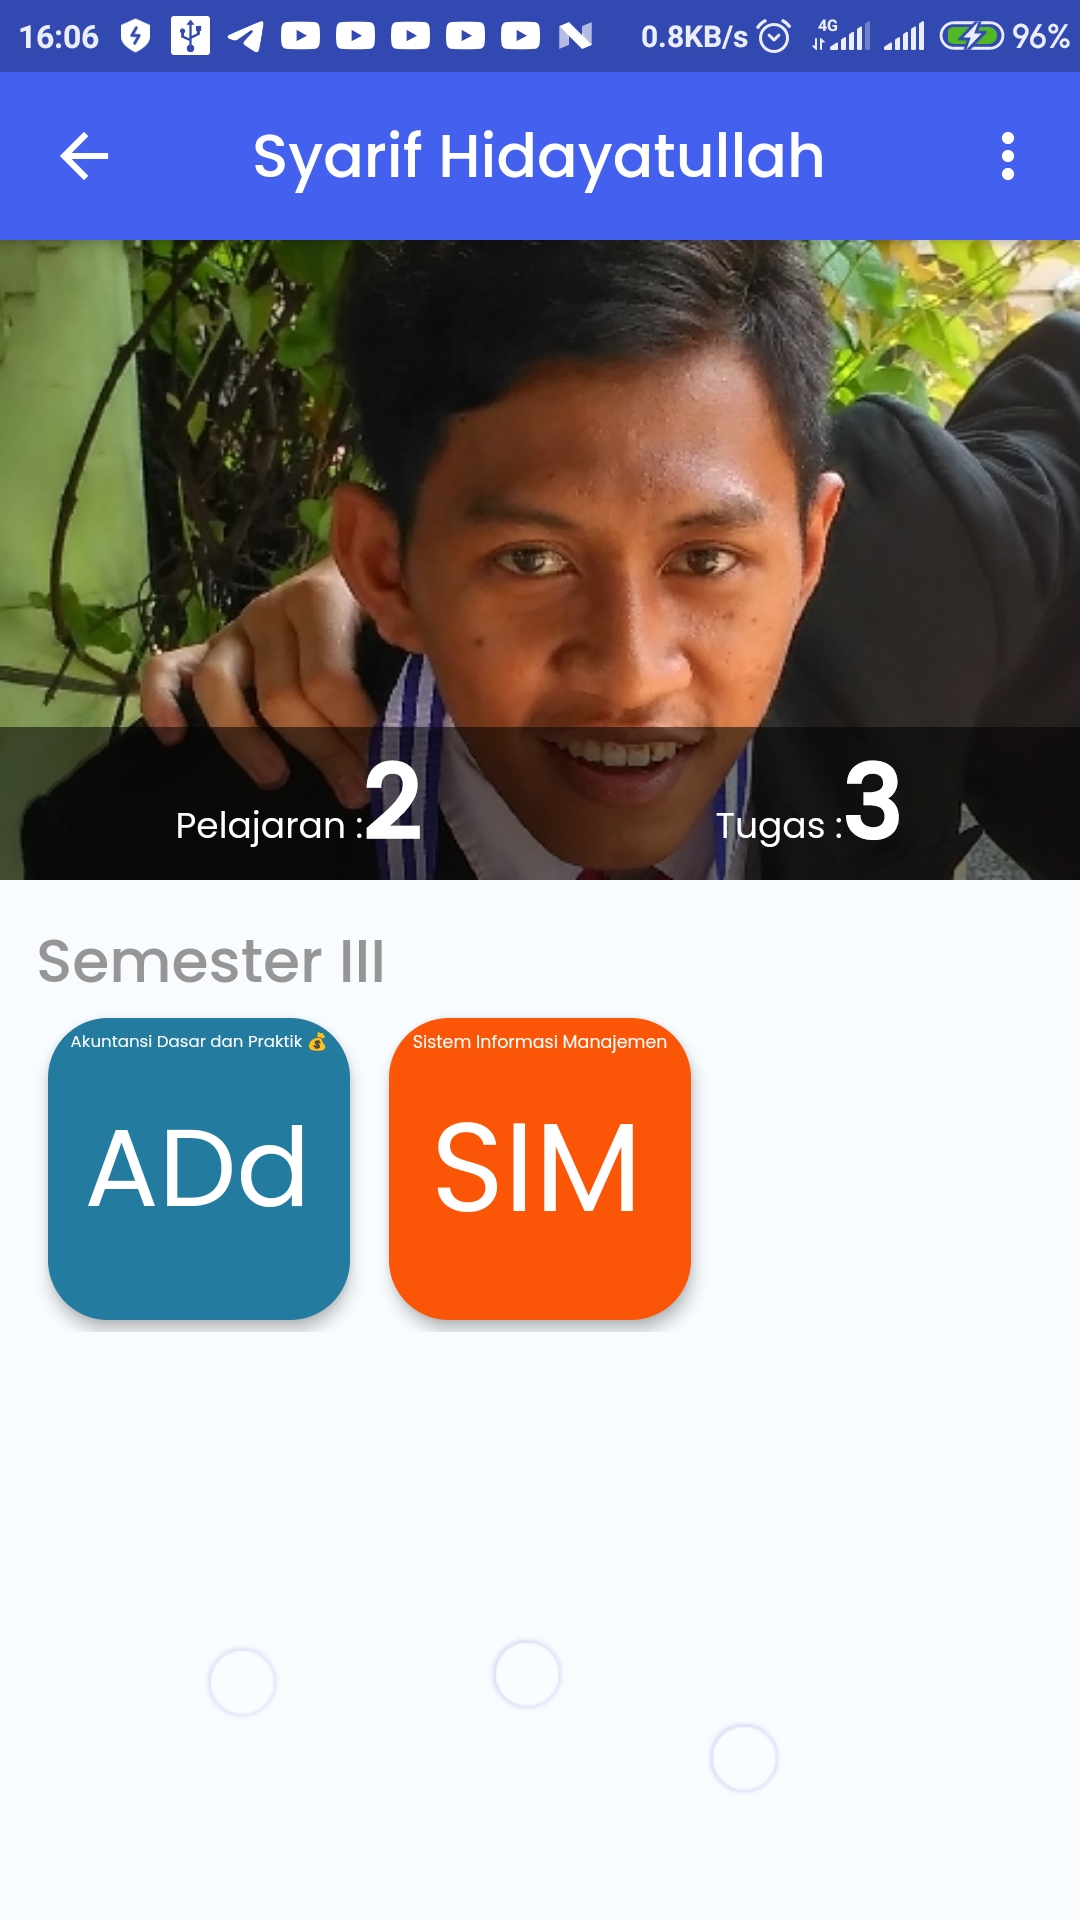 16:06 0.8KB/s 4G 96%
Syarif Hidayatullah
Pelajaran :2 Tugas :3
Semester III
Akuntansi Dasar dan Praktik 💰
ADd
Sistem Informasi Manajemen
SIM